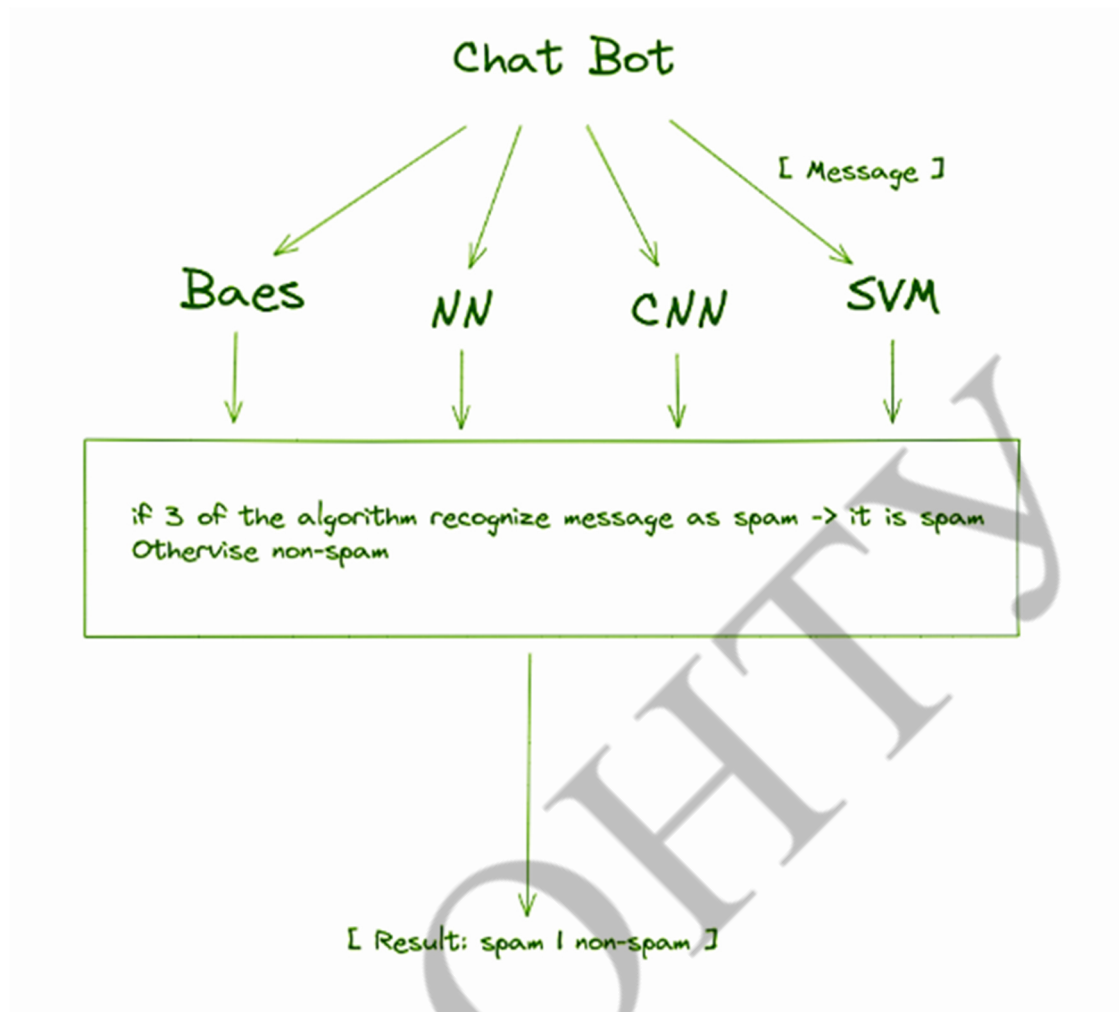 Chat Bot
[ Message ]
Baes
NN
CNN
SVM
if 3 of the algorithm recognize message as spam -> it is spam
Othervise non-spam
[ Result: spam | non-spam ]
ОНТУ